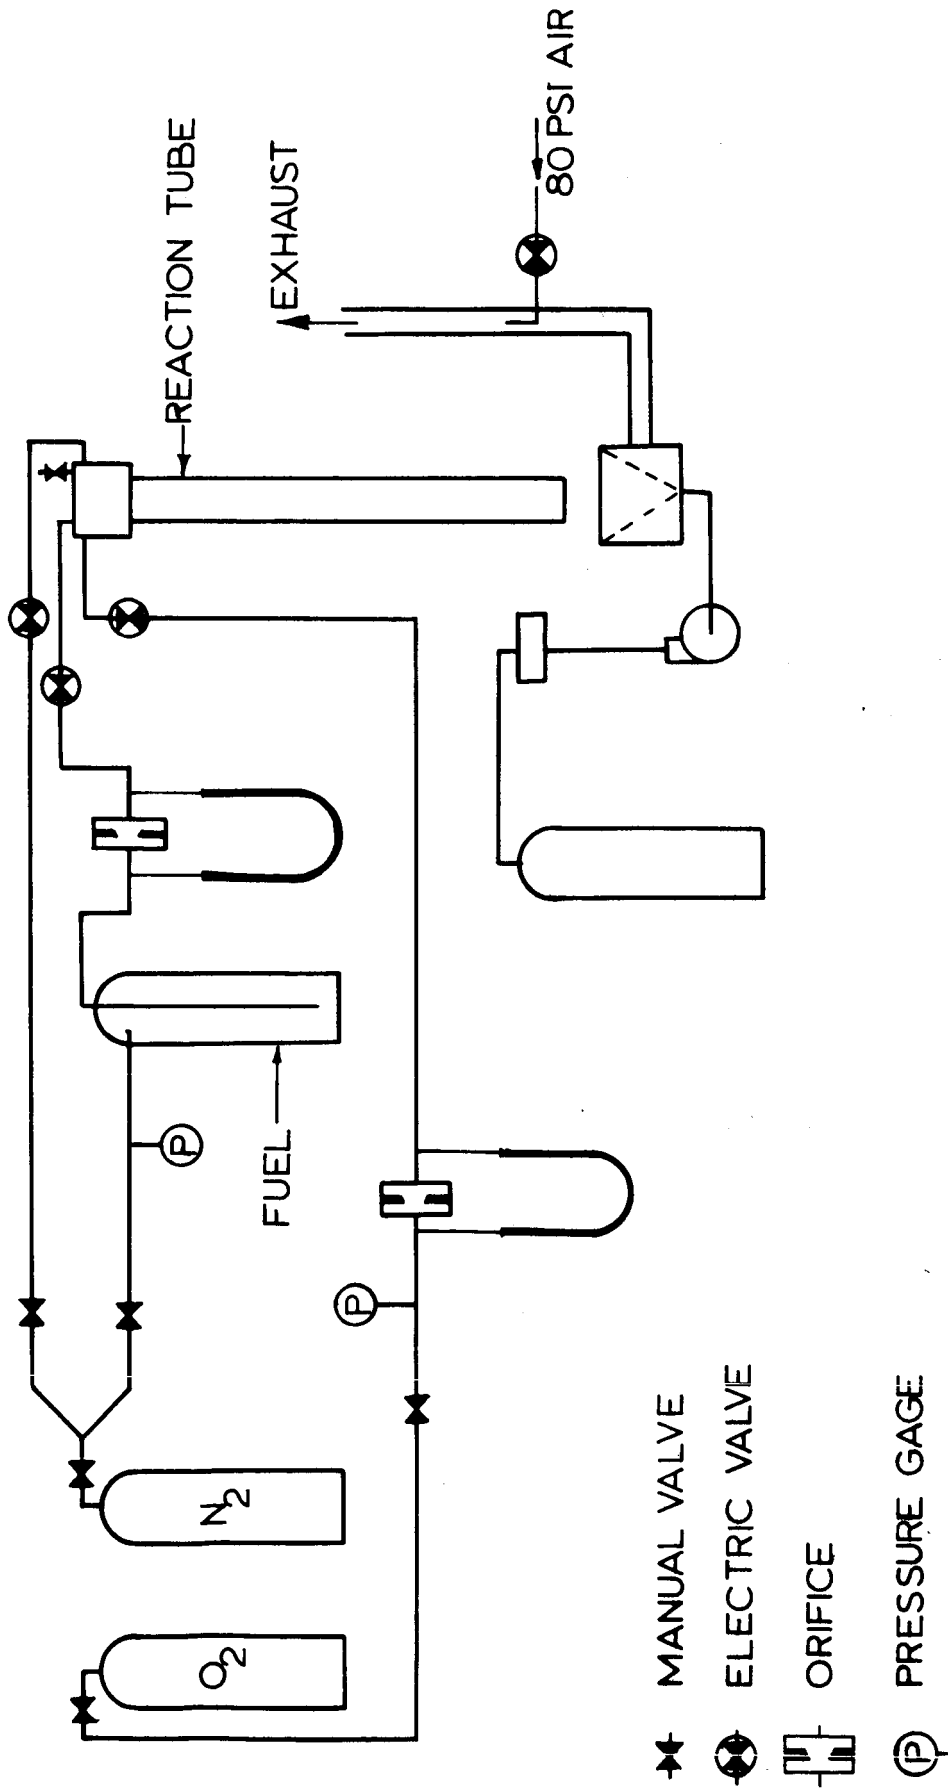 REACTION TUBE
EXHAUST
80 PSI AIR
FUEL
P
P
N2
O2
MANUAL VALVE
ELECTRIC VALVE
ORIFICE
P PRESSURE GAGE